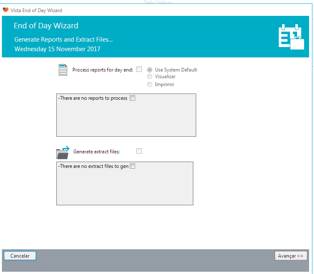 Vista End of Day Wizard
End of Day Wizard
Generate Reports and Extract Files...
Wednesday 15 November 2017
Process reports for day end:
Use System Default
Visualizar
Imprimir
-There are no reports to process
Generate extract files:
-There are no extract files to gen
Cancelar
Avançar >>